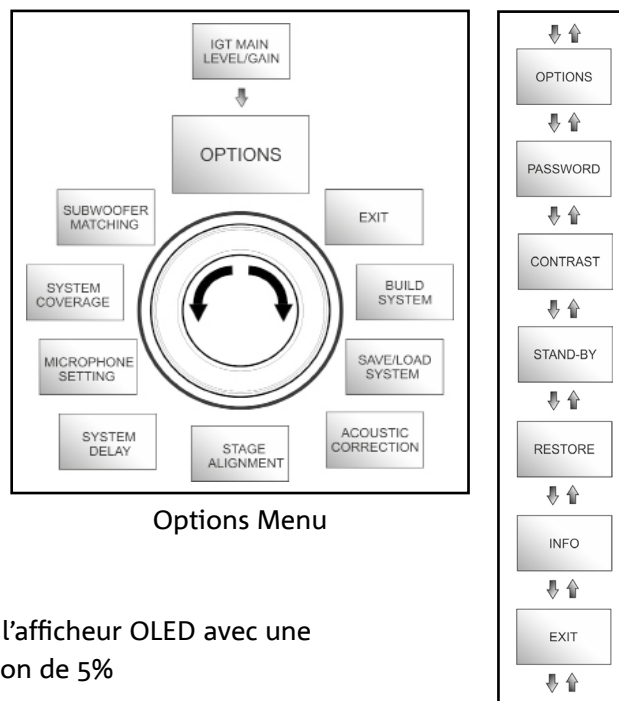 IGT MAIN
LEVEL/GAIN
OPTIONS
SUBWOOFER
MATCHING
EXIT
SYSTEM
COVERAGE
BUILD
SYSTEM
MICROPHONE
SETTING
SAVE/LOAD
SYSTEM
SYSTEM
DELAY
STAGE
ALIGNMENT
ACOUSTIC
CORRECTION
Options Menu
OPTIONS
PASSWORD
CONTRAST
STAND-BY
RESTORE
INFO
EXIT
l'afficheur OLED avec une
on de 5%